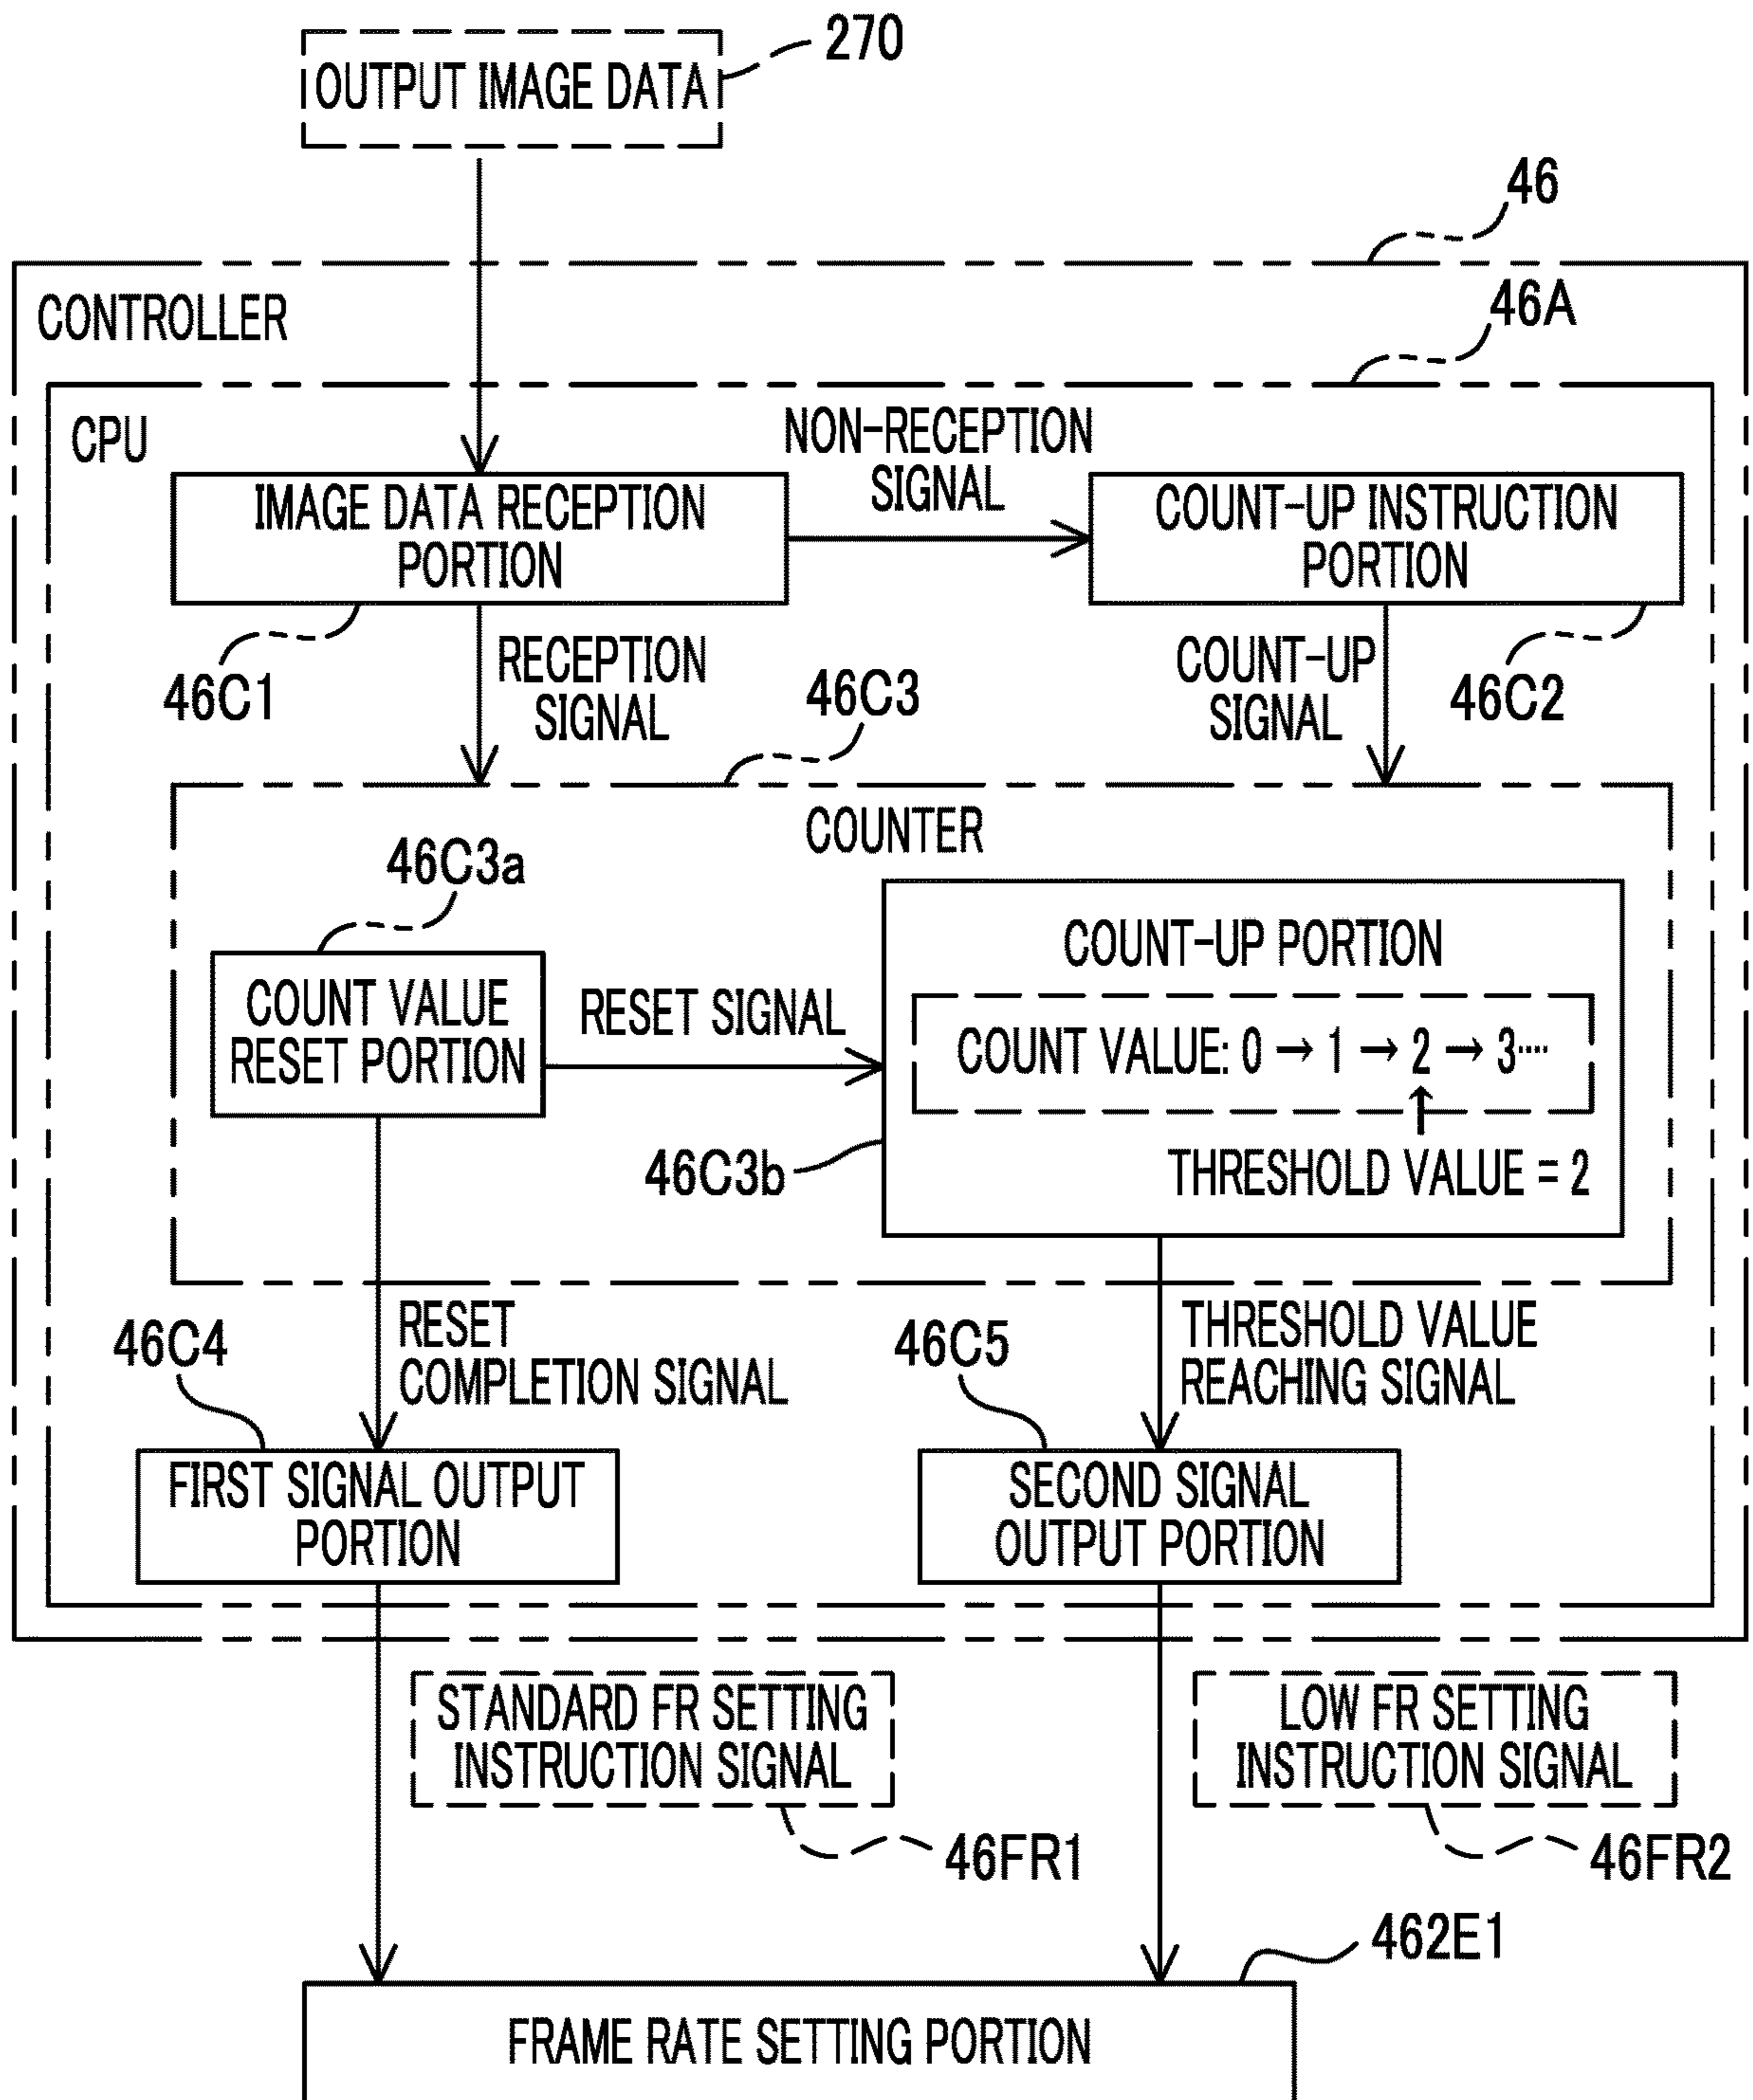 270
OUTPUT IMAGE DATA
46
CONTROLLER
46A
CPU
NON-RECEPTION
SIGNAL
IMAGE DATA RECEPTION
PORTION
COUNT-UP INSTRUCTION
PORTION
46C1
RECEPTION
SIGNAL
46C3
COUNT-UP
SIGNAL
46C2
COUNTER
46C3a
COUNT-UP PORTION
COUNT VALUE
RESET PORTION
RESET SIGNAL
COUNT VALUE: 0 → 1 → 2 → 3····
↑
46C3b
THRESHOLD VALUE = 2
46C4
RESET
COMPLETION SIGNAL
46C5
THRESHOLD VALUE
REACHING SIGNAL
FIRST SIGNAL OUTPUT
PORTION
SECOND SIGNAL
OUTPUT PORTION
STANDARD FR SETTING
INSTRUCTION SIGNAL
LOW FR SETTING
INSTRUCTION SIGNAL
46FR1
46FR2
462E1
FRAME RATE SETTING PORTION